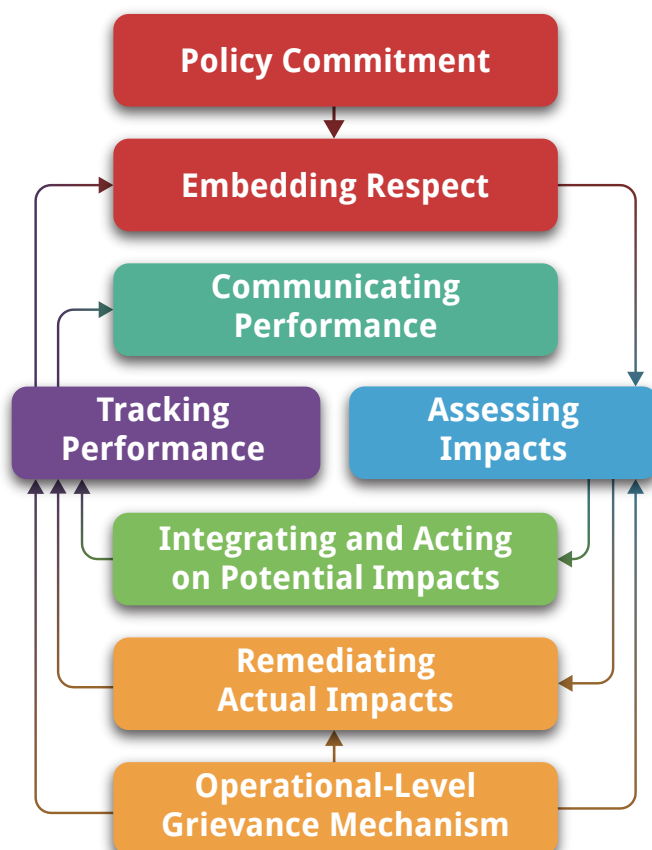 Policy Commitment
Embedding Respect
Communicating
Performance
Tracking
Performance
Assessing
Impacts
Integrating and Acting
on Potential Impacts
Remediating
Actual Impacts
Operational-Level
Grievance Mechanism